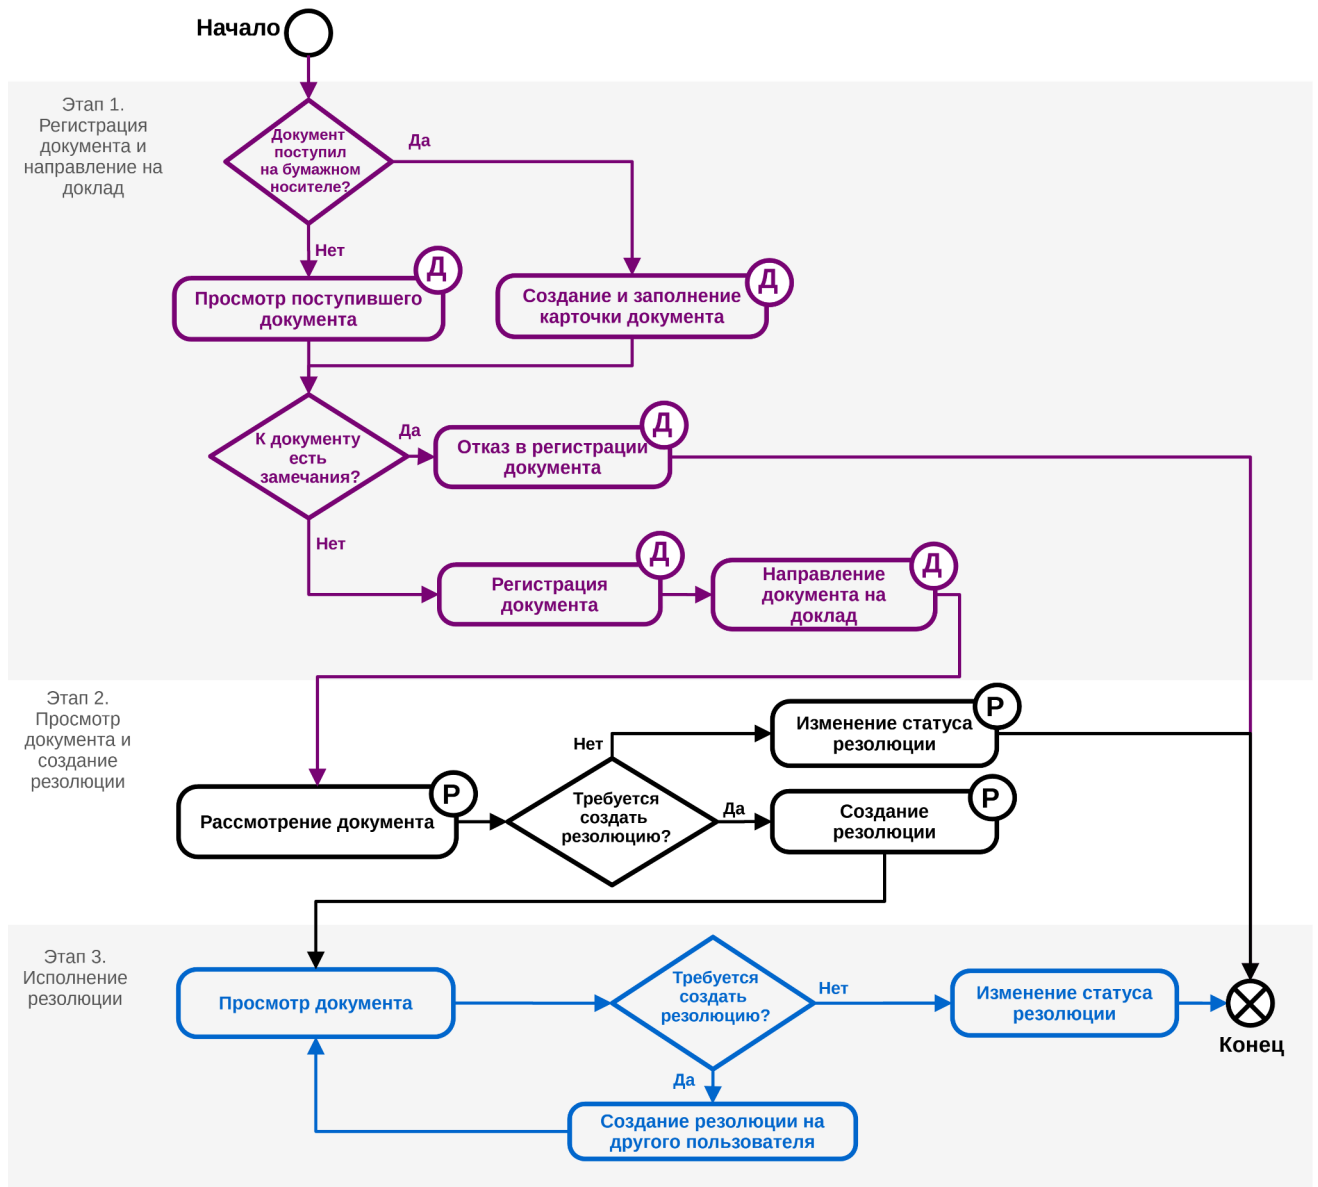 Начало
Этап 1.
Регистрация
документа и
направление на
доклад
Документ
поступил
на бумажном
носителе?
Да
Нет
Д
Просмотр поступившего
документа
Д
Создание и заполнение
карточки документа
К документу
есть
замечания?
Да
Д
Отказ в регистрации
документа
Нет
Д
Регистрация
документа
Д
Направление
документа на
доклад
Этап 2.
Просмотр
документа и
создание
резолюции
Р
Рассмотрение документа
Требуется
создать
резолюцию?
Нет
Р
Изменение статуса
резолюции
Да
Р
Создание
резолюции
Этап 3.
Исполнение
резолюции
Просмотр документа
Требуется
создать
резолюцию?
Нет
Изменение статуса
резолюции
Конец
Да
Создание резолюции на
другого пользователя